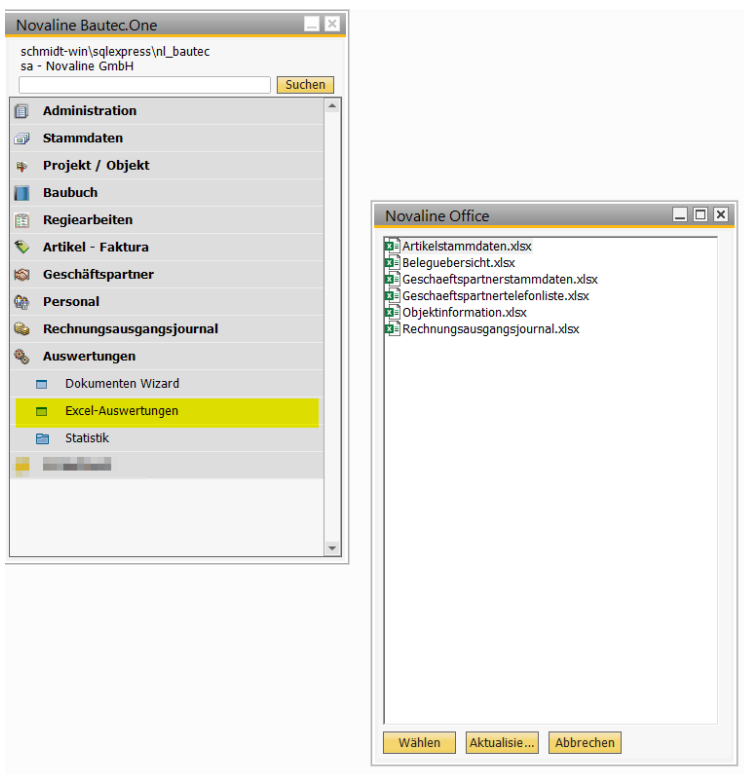 Novaline Bautec.One
schmidt-win\sqlexpress\nl_bautec
sa - Novaline GmbH
Suchen
Administration
Stammdaten
Projekt / Objekt
Baubuch
Regiearbeiten
Artikel - Faktura
Geschäftspartner
Personal
Rechnungsausgangsjournal
Auswertungen
Dokumenten Wizard
Excel-Auswertungen
Statistik
Novaline Office
Artikelstammdaten.xlsx
Beleguebersicht.xlsx
Geschaeftspartnerstammdaten.xlsx
Geschaeftspartnertelefonliste.xlsx
Objektinformation.xlsx
Rechnungsausgangsjournal.xlsx
Wählen Aktualisie... Abbrechen